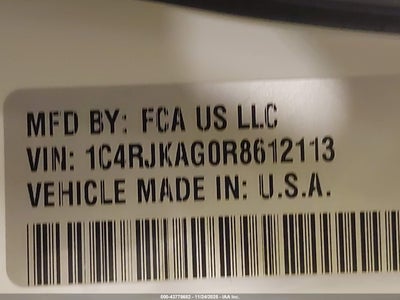 MFD BY: FCA US LLC
VIN: 1C4RJKAG0R8612113
VEHICLE MADE IN: U.S.A.